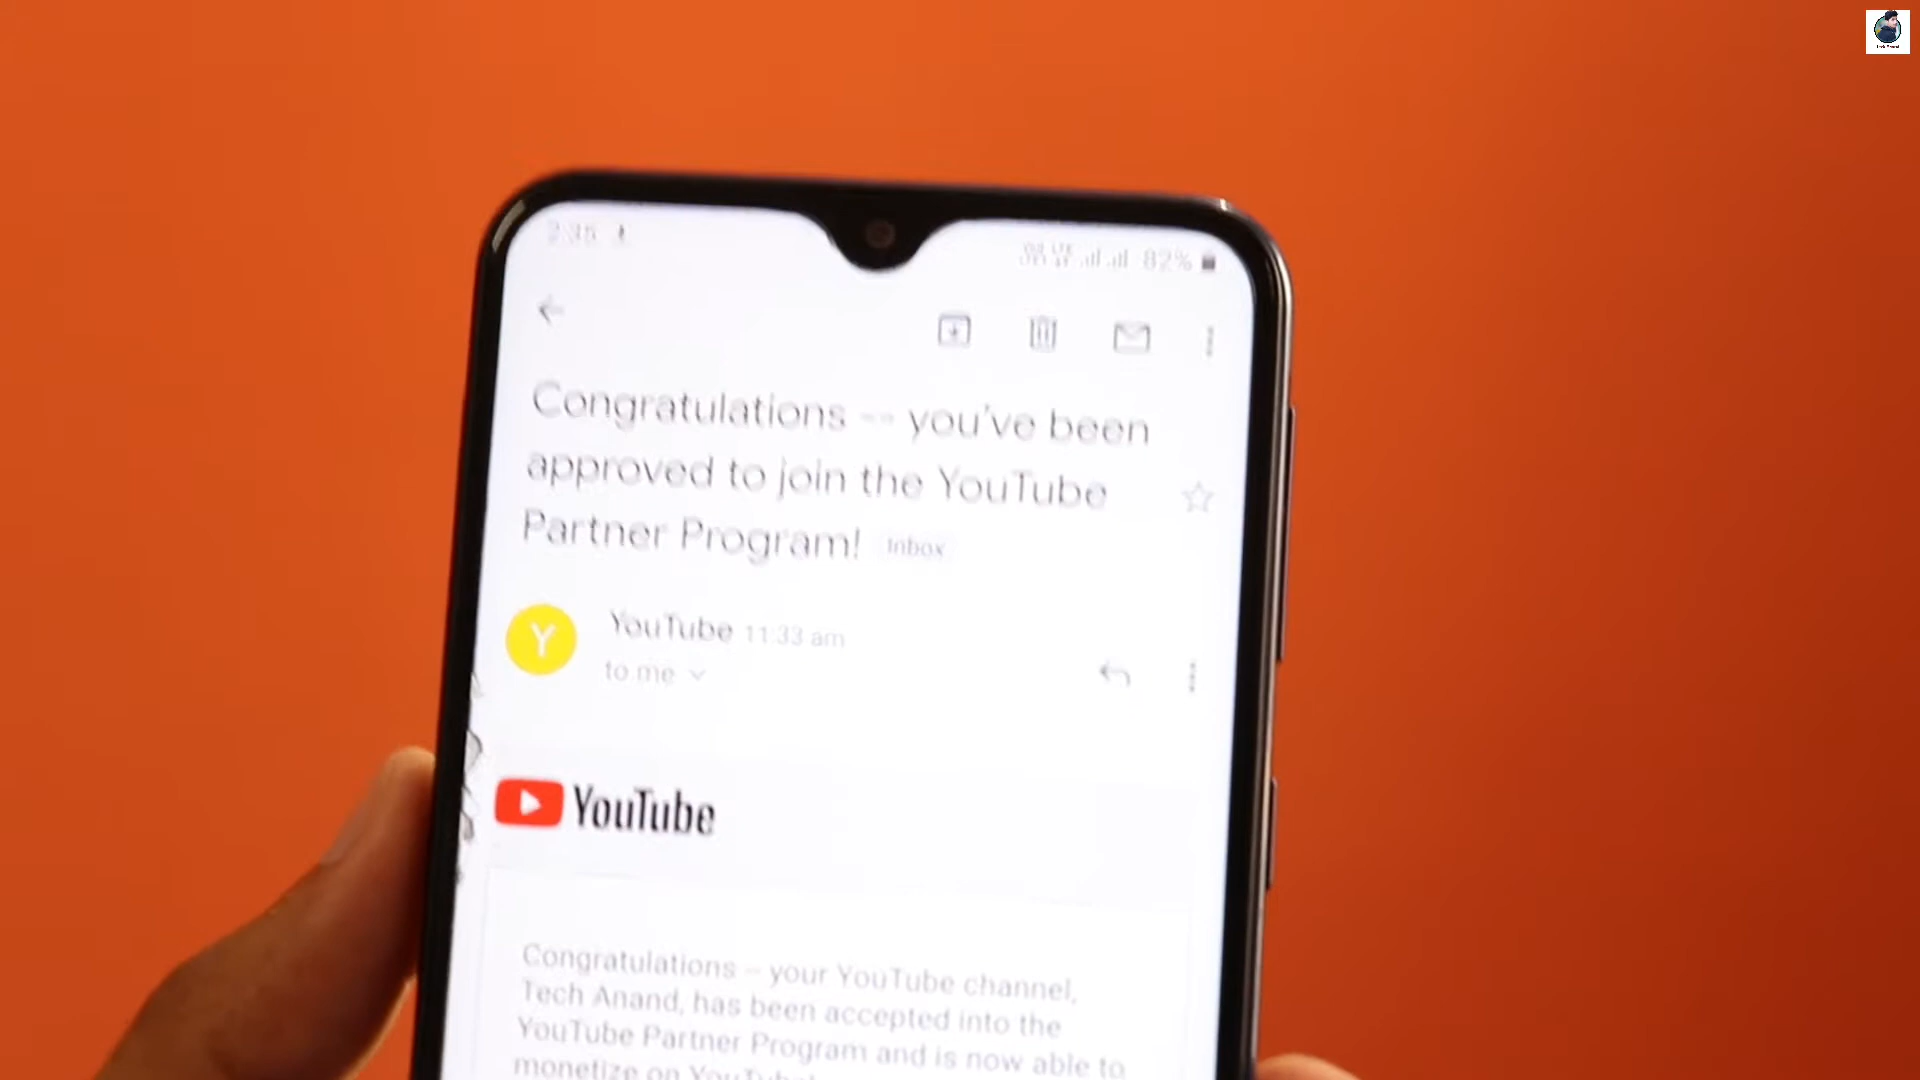 2:35
82%
Congratulations -- you've been
approved to join the YouTube
Partner Program! Inbox
Y
YouTube 11:33 am
to me
YouTube
Congratulations – your YouTube channel,
Tech Anand, has been accepted into the
YouTube Partner Program and is now able to
monetize on YouTube!